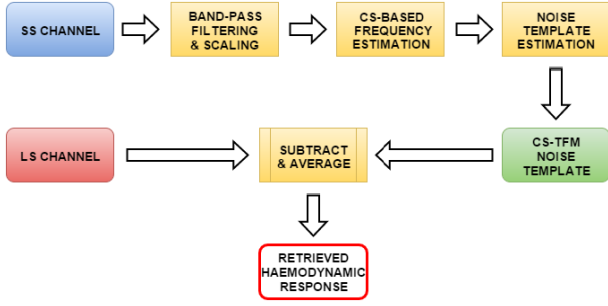 SS CHANNEL
BAND-PASS
FILTERING
& SCALING
CS-BASED
FREQUENCY
ESTIMATION
NOISE
TEMPLATE
ESTIMATION
LS CHANNEL
SUBTRACT
& AVERAGE
CS-TFM
NOISE
TEMPLATE
RETRIEVED
HAEMODYNAMIC
RESPONSE